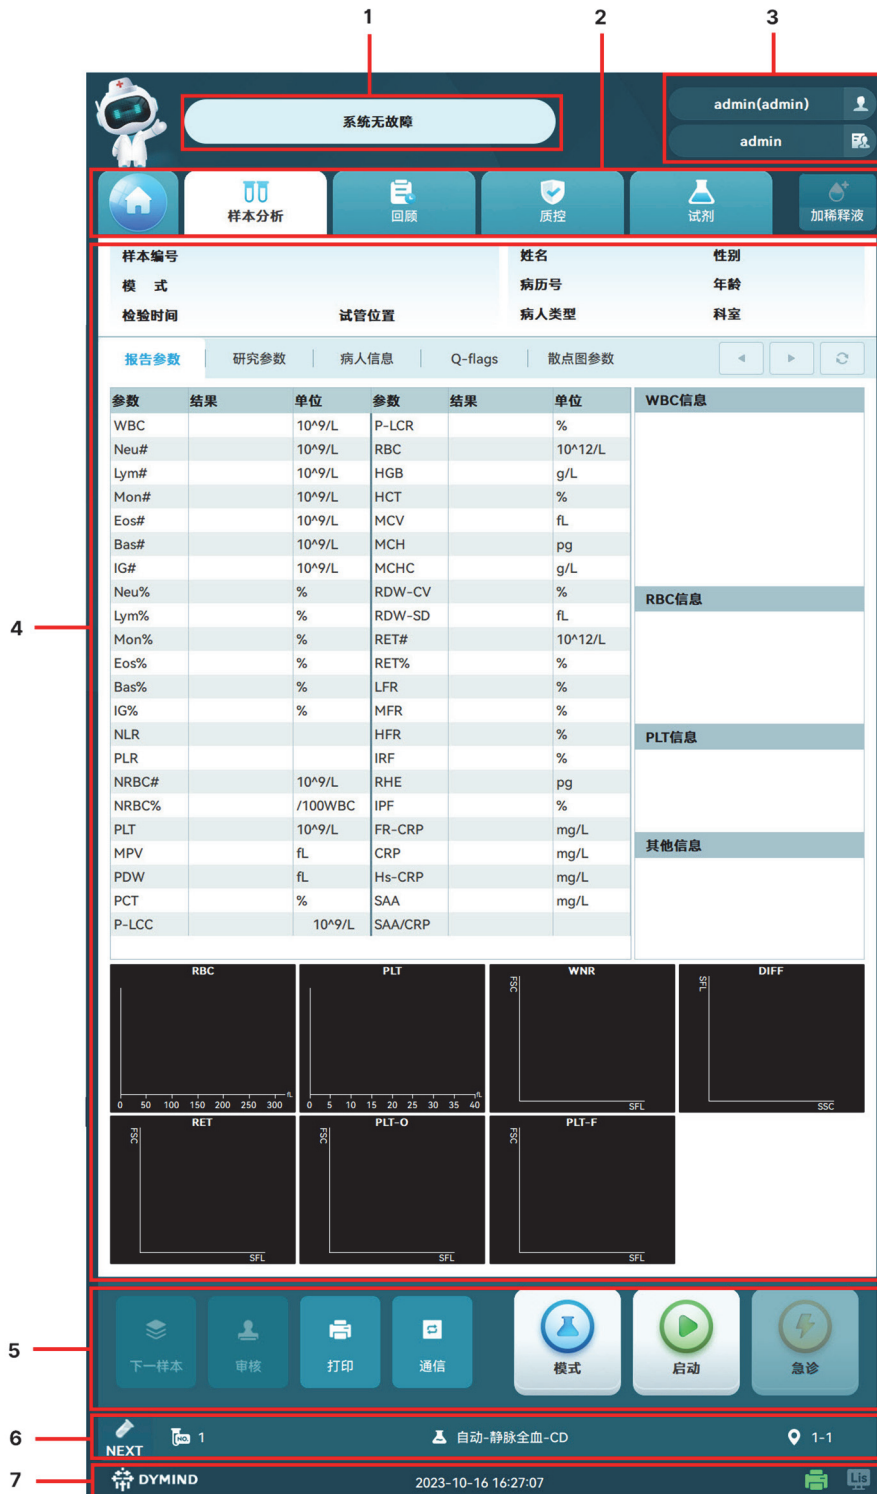 1 2 3
系统无故障
admin(admin)
admin
样本分析 回顾 质控 试剂 加稀释液
样本编号 姓名 性别
模 式 病历号 年龄
检验时间 试管位置 病人类型 科室
报告参数 研究参数 病人信息 Q-flags 散点图参数
参数 结果 单位 参数 结果 单位 WBC信息
WBC 10^9/L P-LCR %
Neu# 10^9/L RBC 10^12/L
Lym# 10^9/L HGB g/L
Mon# 10^9/L HCT %
Eos# 10^9/L MCV fL
Bas# 10^9/L MCH pg
IG# 10^9/L MCHC g/L
Neu% % RDW-CV % RBC信息
Lym% % RDW-SD fL
4 Mon% % RET# 10^12/L
Eos% % RET% %
Bas% % LFR %
IG% % MFR %
NLR HFR % PLT信息
PLR IRF %
NRBC# 10^9/L RHE pg
NRBC% /100WBC IPF %
PLT 10^9/L FR-CRP mg/L
MPV fL CRP mg/L 其他信息
PDW fL Hs-CRP mg/L
PCT % SAA mg/L
P-LCC 10^9/L SAA/CRP
RBC PLT WNR DIFF
FSC SFL
fL fL
0 50 100 150 200 250 300 0 5 10 15 20 25 30 35 40 SFL SSC
RET PLT-O PLT-F
FSC FSC FSC
SFL SFL SFL
5 下一样本 审核 打印 通信 模式 启动 急诊
6 NEXT NO. 1 自动-静脉全血-CD 1-1
7 DYMIND 2023-10-16 16:27:07 Lis